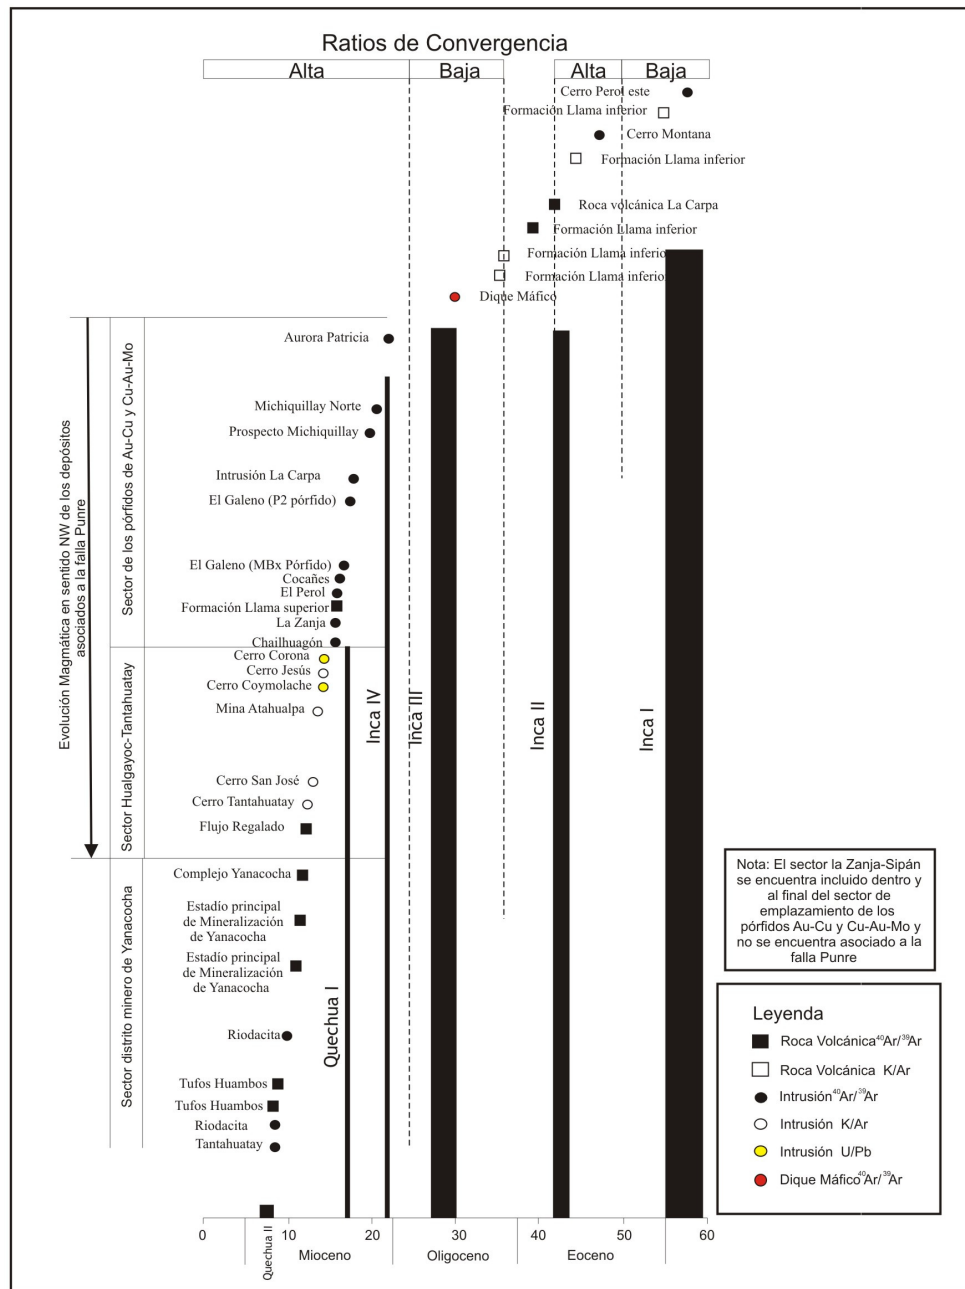 Ratios de Convergencia
Alta
Baja
Alta
Baja
Cerro Perol este
Formación Llama inferior
Cerro Montana
Formación Llama inferior
Roca volcánica La Carpa
Formación Llama inferior
Formación Llama inferior
Formación Llama inferior
Dique Máfico
Evolución Magmática en sentido NW de los depósitos
asociados a la falla Punre
Sector de los pórfidos de Au-Cu y Cu-Au-Mo
Aurora Patricia
Michiquillay Norte
Prospecto Michiquillay
Intrusión La Carpa
El Galeno (P2 pórfido)
El Galeno (MBx Pórfido)
Cocañes
El Perol
Formación Llama superior
La Zanja
Chailhuagón
Sector Hualgayoc-Tantahuatay
Cerro Corona
Cerro Jesús
Cerro Coymolache
Mina Atahualpa
Cerro San José
Cerro Tantahuatay
Flujo Regalado
Sector distrito minero de Yanacocha
Complejo Yanacocha
Estadío principal
de Mineralización
de Yanacocha
Estadío principal
de Mineralización
de Yanacocha
Riodacita
Tufos Huambos
Tufos Huambos
Riodacita
Tantahuatay
Quechua I
Inca IV
Inca III
Inca II
Inca I
Nota: El sector la Zanja-Sipán
se encuentra incluido dentro y
al final del sector de
emplazamiento de los
pórfidos Au-Cu y Cu-Au-Mo y
no se encuentra asociado a la
falla Punre
Leyenda
Roca Volcánica ⁴⁰Ar/³⁹Ar
Roca Volcánica K/Ar
Intrusión ⁴⁰Ar/³⁹Ar
Intrusión K/Ar
Intrusión U/Pb
Dique Máfico ⁴⁰Ar/³⁹Ar
0 10 20 30 40 50 60
Quechua II
Mioceno
Oligoceno
Eoceno